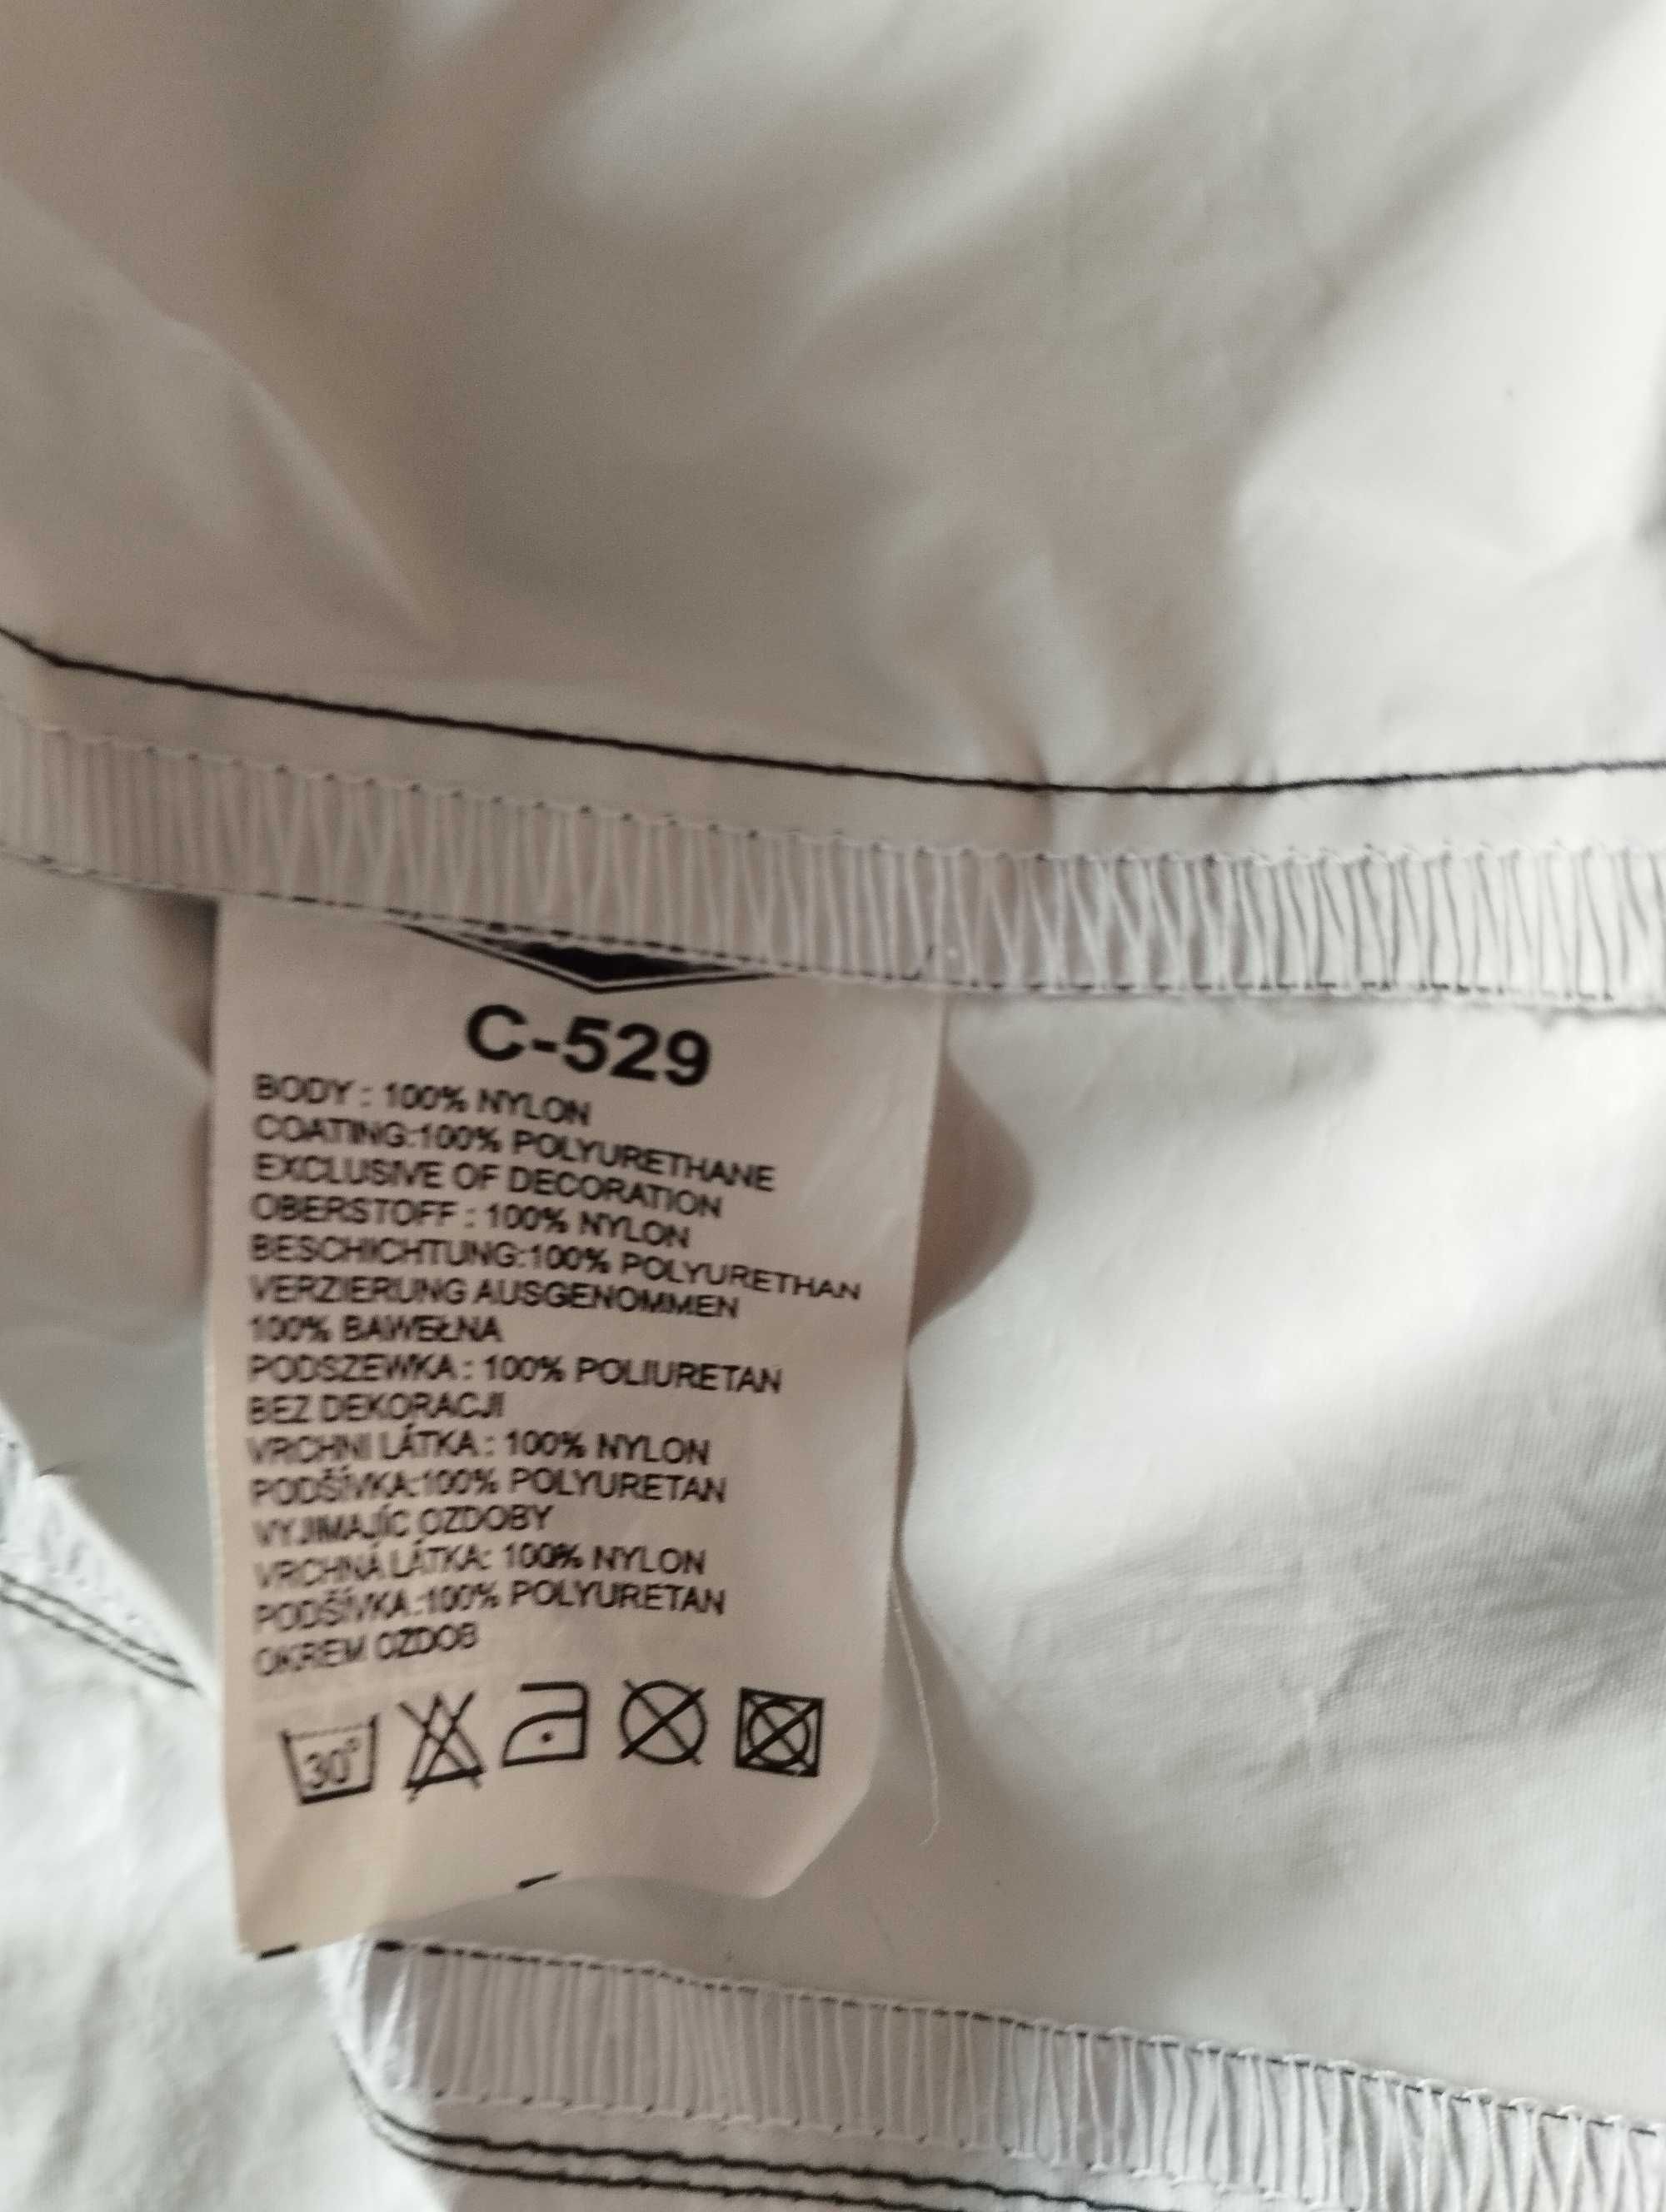 C-529
BODY : 100% NYLON
COATING:100% POLYURETHANE
EXCLUSIVE OF DECORATION
OBERSTOFF : 100% NYLON
BESCHICHTUNG:100% POLYURETHAN
VERZIERUNG AUSGENOMMEN
100% BAWEŁNA
PODSZEWKA : 100% POLIURETAN
BEZ DEKORACJI
VRCHNI LÁTKA : 100% NYLON
PODŠÍVKA:100% POLYURETAN
VYJIMAJÍC OZDOBY
VRCHNÁ LÁTKA: 100% NYLON
PODŠÍVKA:100% POLYURETAN
OKREM OZDOB
30°